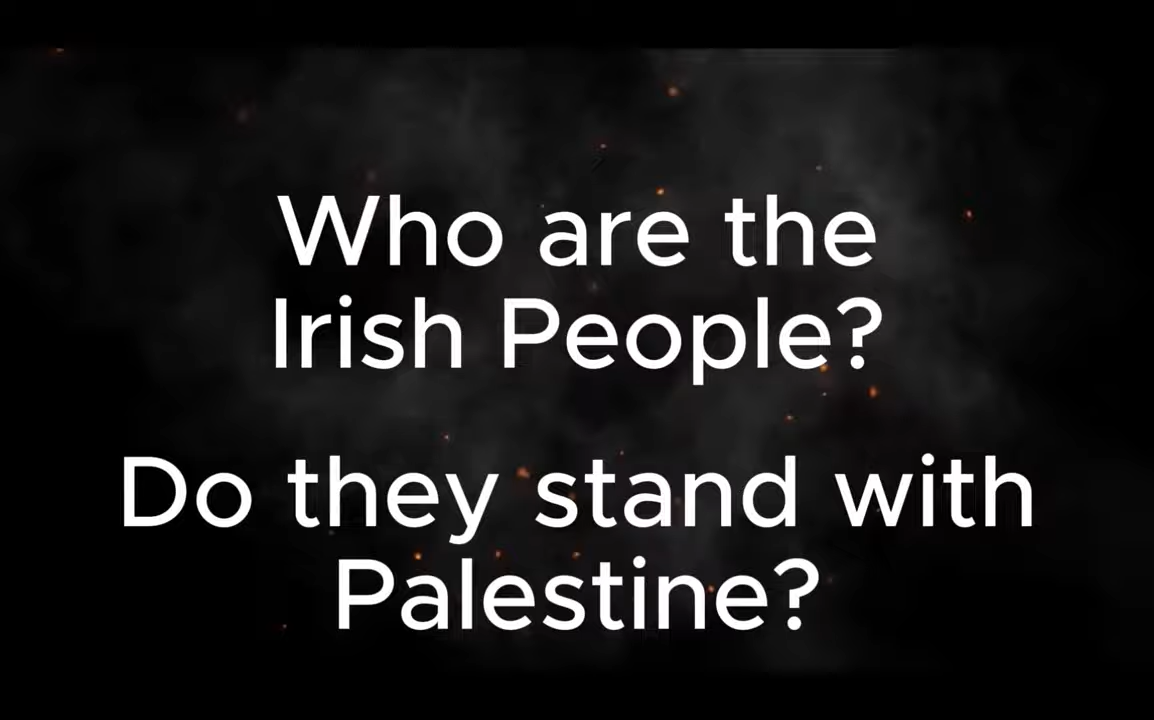 Who are the
Irish People?
Do they stand with
Palestine?